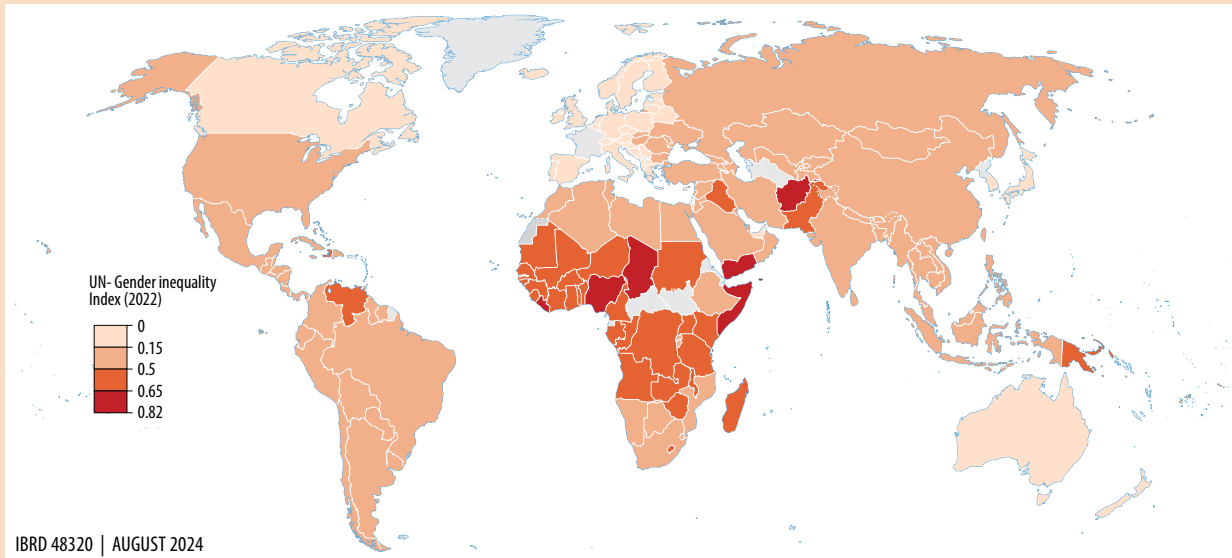 UN- Gender inequality
Index (2022)
0
0.15
0.5
0.65
0.82
IBRD 48320 | AUGUST 2024